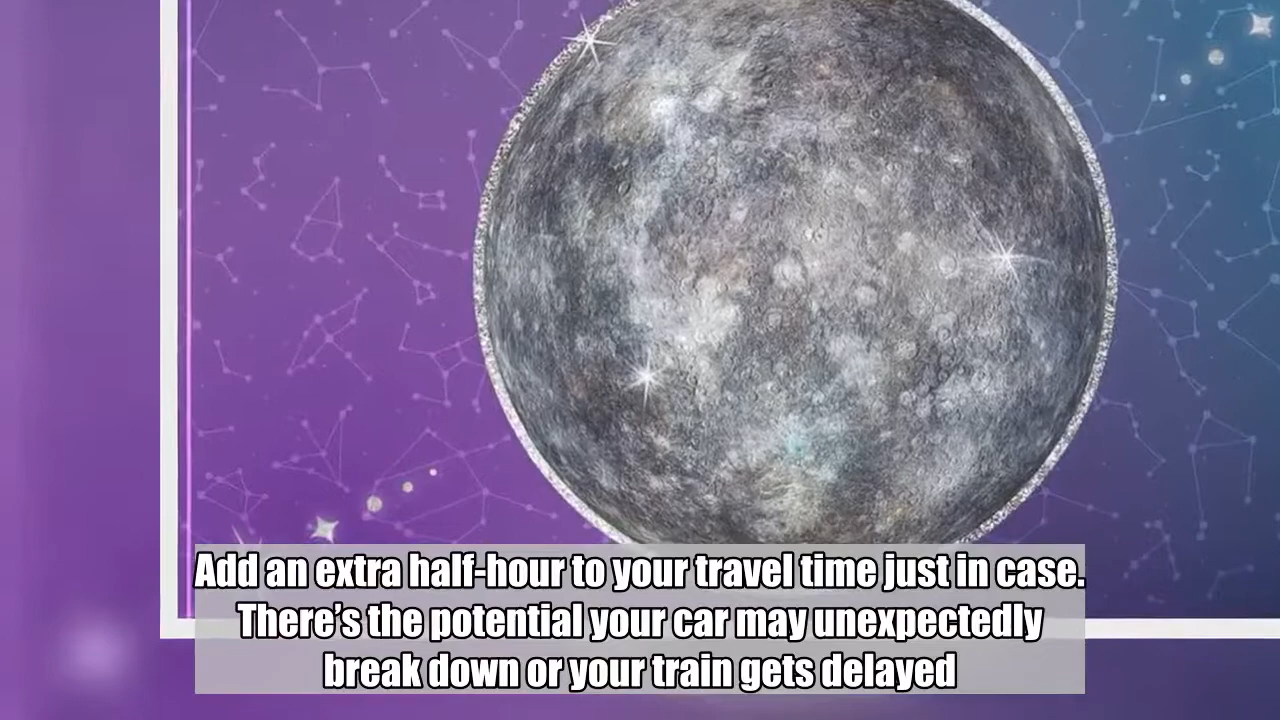 Add an extra half-hour to your travel time just in case.
There’s the potential your car may unexpectedly
break down or your train gets delayed